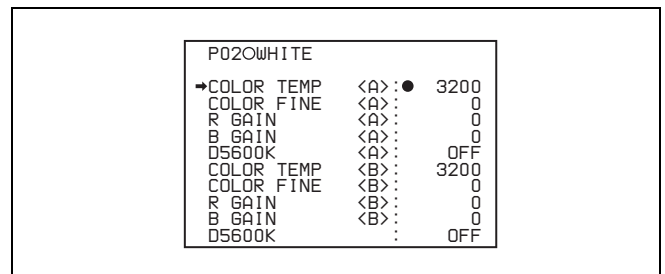 P02○WHITE
➡COLOR TEMP <A>:● 3200
COLOR FINE <A>: 0
R GAIN <A>: 0
B GAIN <A>: 0
D5600K <A>: OFF
COLOR TEMP <B>: 3200
COLOR FINE <B>: 0
R GAIN <B>: 0
B GAIN <B>: 0
D5600K : OFF